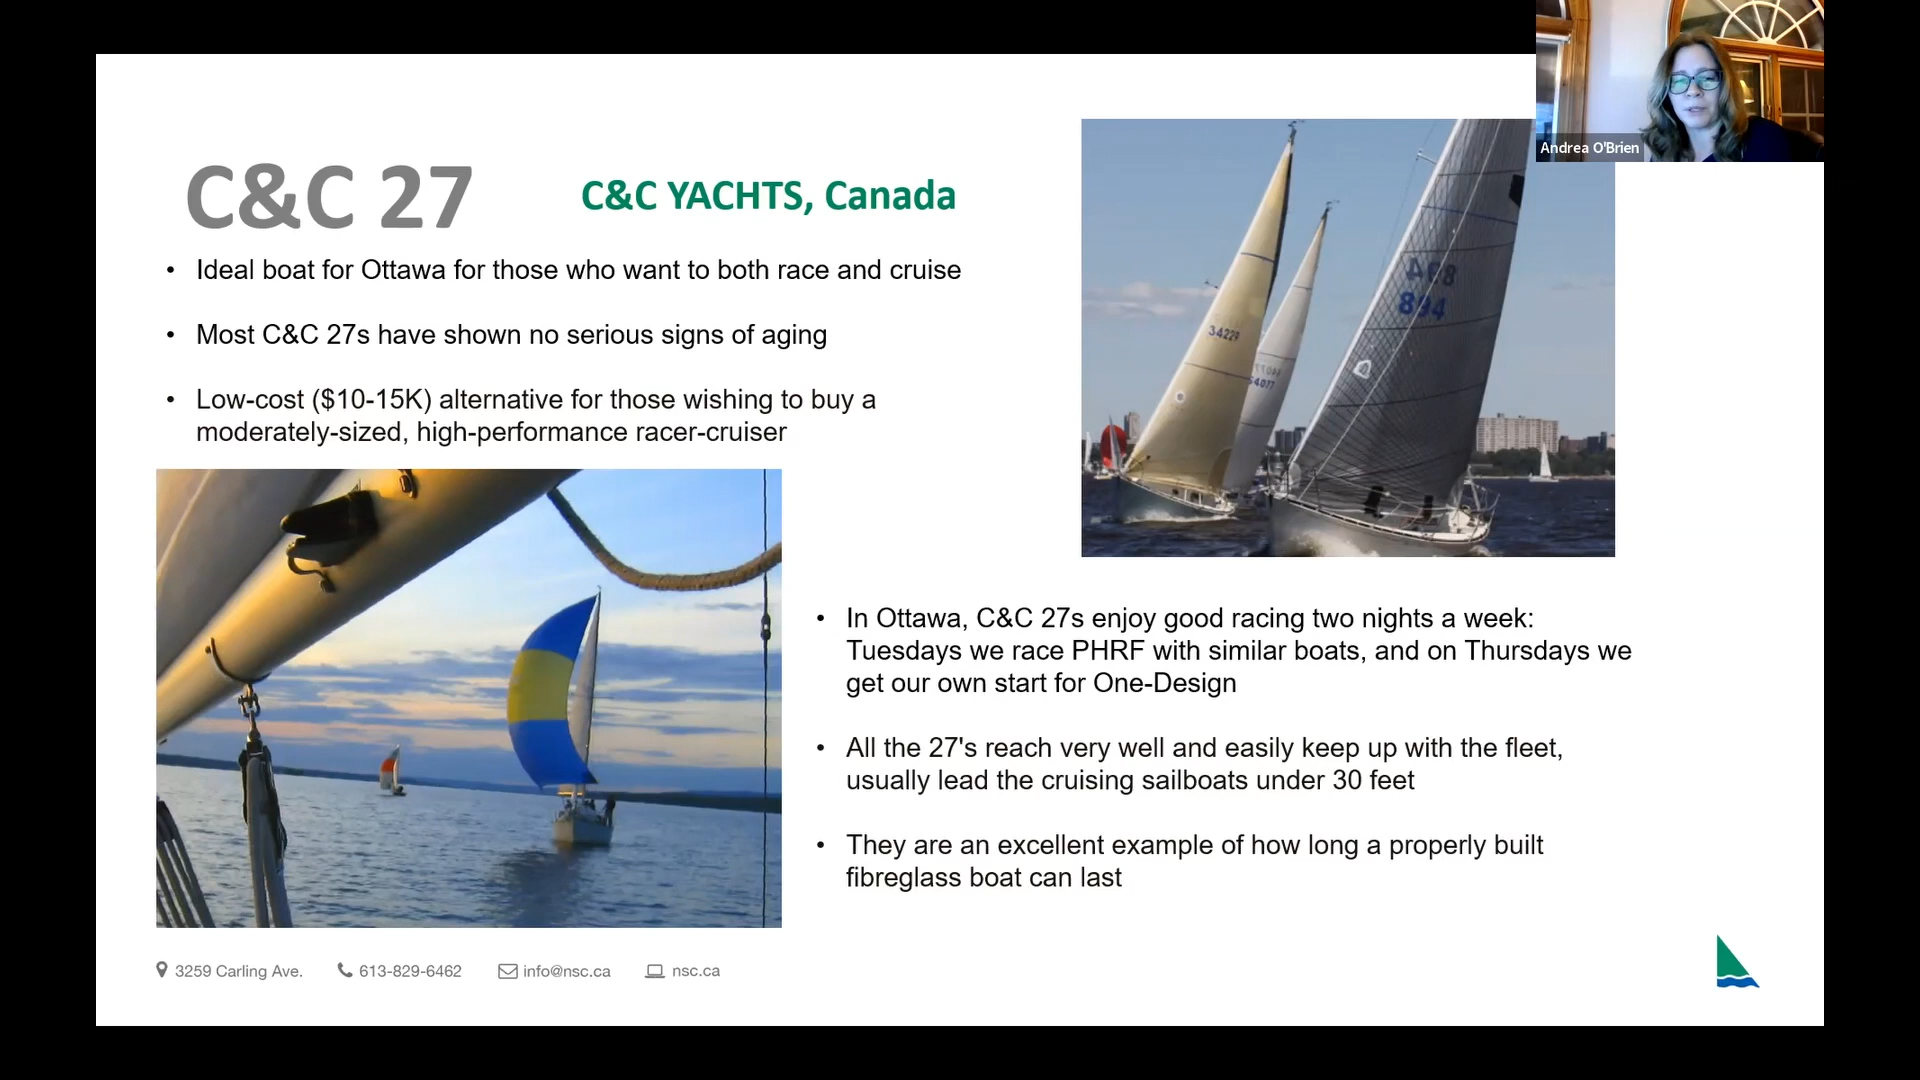 Andrea O'Brien
C&C 27
C&C YACHTS, Canada
• Ideal boat for Ottawa for those who want to both race and cruise
• Most C&C 27s have shown no serious signs of aging
• Low-cost ($10-15K) alternative for those wishing to buy a
moderately-sized, high-performance racer-cruiser
34229
54077
894
894
• In Ottawa, C&C 27s enjoy good racing two nights a week:
Tuesdays we race PHRF with similar boats, and on Thursdays we
get our own start for One-Design
• All the 27's reach very well and easily keep up with the fleet,
usually lead the cruising sailboats under 30 feet
• They are an excellent example of how long a properly built
fibreglass boat can last
3259 Carling Ave. 613-829-6462 info@nsc.ca nsc.ca